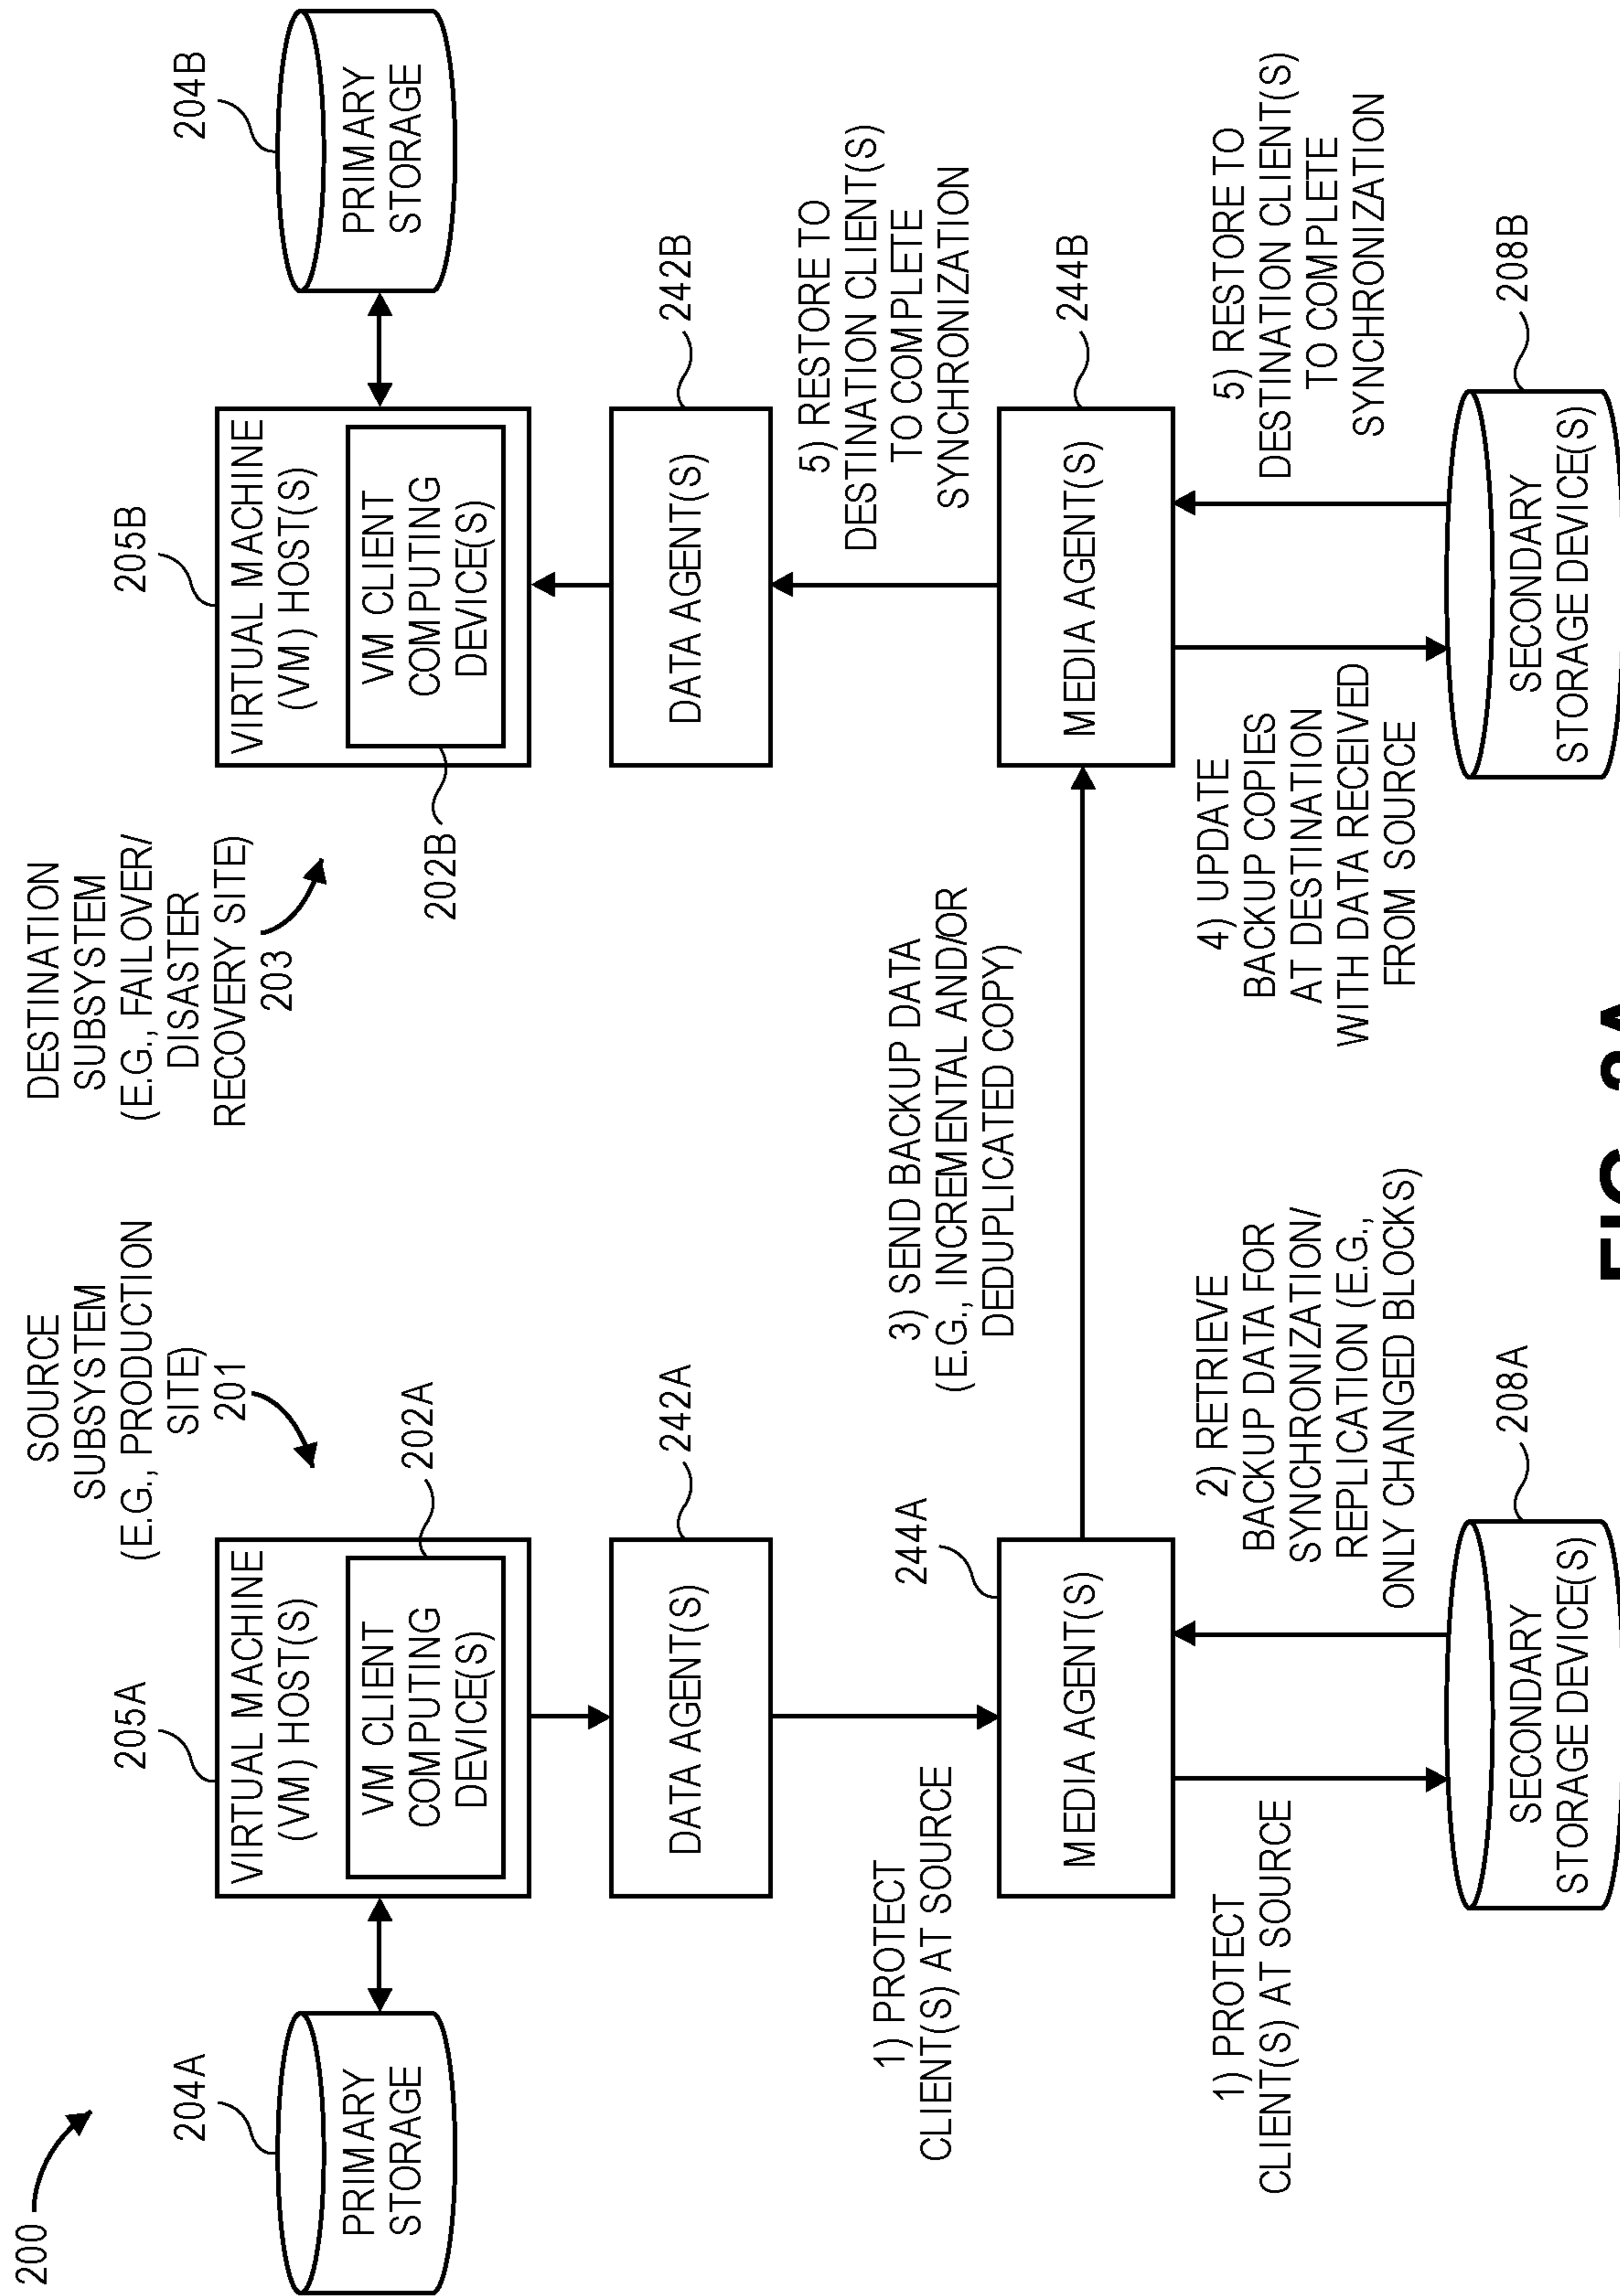 200
SOURCE
SUBSYSTEM
(E.G., PRODUCTION
SITE)
201
DESTINATION
SUBSYSTEM
(E.G., FAILOVER/
DISASTER
RECOVERY SITE)
203
204A
PRIMARY
STORAGE
205A
VIRTUAL MACHINE
(VM) HOST(S)
VM CLIENT
COMPUTING
DEVICE(S)
202A
202B
205B
VIRTUAL MACHINE
(VM) HOST(S)
VM CLIENT
COMPUTING
DEVICE(S)
204B
PRIMARY
STORAGE
DATA AGENT(S)
242A
DATA AGENT(S)
242B
1) PROTECT
CLIENT(S) AT SOURCE
3) SEND BACKUP DATA
(E.G., INCREMENTAL AND/OR
DEDUPLICATED COPY)
5) RESTORE TO
DESTINATION CLIENT(S)
TO COMPLETE
SYNCHRONIZATION
244A
MEDIA AGENT(S)
MEDIA AGENT(S)
244B
1) PROTECT
CLIENT(S) AT SOURCE
2) RETRIEVE
BACKUP DATA FOR
SYNCHRONIZATION/
REPLICATION (E.G.,
ONLY CHANGED BLOCKS)
4) UPDATE
BACKUP COPIES
AT DESTINATION
WITH DATA RECEIVED
FROM SOURCE
5) RESTORE TO
DESTINATION CLIENT(S)
TO COMPLETE
SYNCHRONIZATION
SECONDARY
STORAGE DEVICE(S)
208A
SECONDARY
STORAGE DEVICE(S)
208B